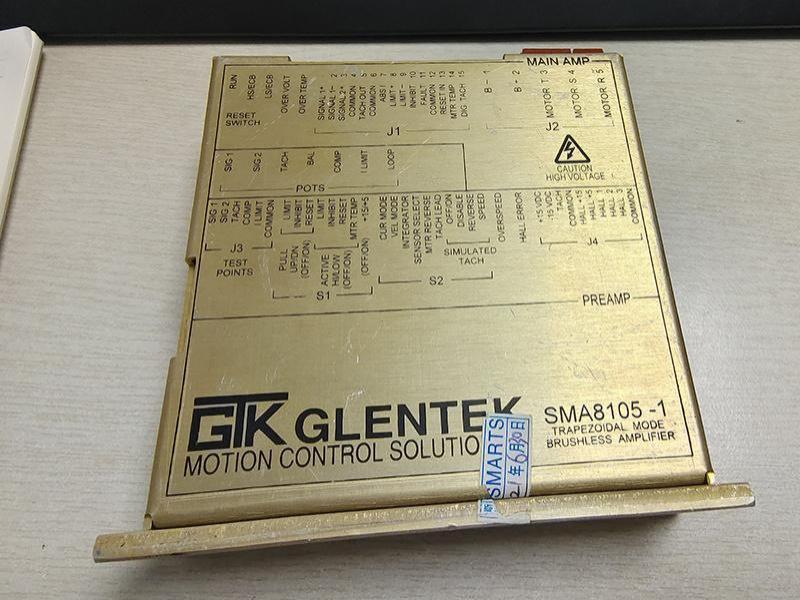 MAIN AMP
RUN
HS/ECB
LS/ECB
OVER VOLT
OVER TEMP
RESET
SWITCH
SIGNAL 1+
SIGNAL 1- 2
SIGNAL 2+ 3
COMMON 4
TACH OUT 5
COMMON 6
ABS I 7
LIMIT+ 8
LIMIT- 9
INHIBIT 10
FAULT 11
COMMON 12
RESET IN 13
MTR TEMP 14
DIG TACH 15
J1
B - 1
B + 2
MOTOR T 3
MOTOR S 4
MOTOR R 5
J2
SIG 1
SIG 2
TACH
BAL
COMP
I LIMIT
LOOP
POTS
CAUTION
HIGH VOLTAGE
SIG 1
SIG 2
TACH
COMP
I LIMIT
COMMON
J3
TEST
POINTS
LIMIT
INHIBIT
RESET
PULL
UP/DN
(OFF/ON)
LIMIT
INHIBIT
RESET
MTR TEMP
ACTIVE
HI/LOW
(OFF/ON)
+15/+5
(OFF/ON)
S1
CUR MODE
VEL MODE
INTEGRATOR
SENSOR SELECT
MTR REVERSE
TACH LEAD
OFF/ON
DISABLE
REVERSE
SPEED
SIMULATED
TACH
S2
OVERSPEED
HALL ERROR
+15 VDC
-15 VDC
TACH
COMMON
HALL +15
HALL +5
HALL 1
HALL 2
HALL 3
COMMON
J4
PREAMP
GTK GLENTEK
MOTION CONTROL SOLUTIO
SMA8105 -1
TRAPEZOIDAL MODE
BRUSHLESS AMPLIFIER
SMARTS
21年6月30日